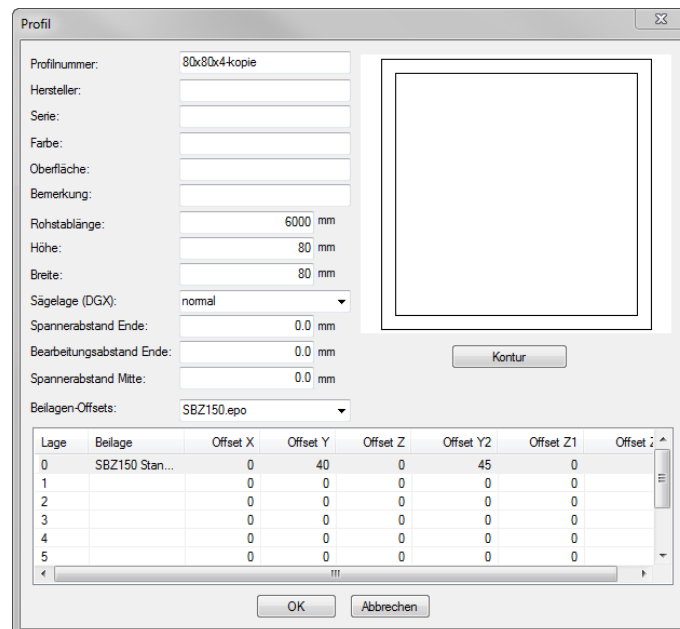 Profil
Profilnummer: 80x80x4-kopie
Hersteller:
Serie:
Farbe:
Oberfläche:
Bemerkung:
Rohstablänge: 6000 mm
Höhe: 80 mm
Breite: 80 mm
Sägelage (DGX): normal
Spannerabstand Ende: 0.0 mm
Bearbeitungsabstand Ende: 0.0 mm
Spannerabstand Mitte: 0.0 mm
Beilagen-Offsets: SBZ150.epo
Kontur
Lage Beilage Offset X Offset Y Offset Z Offset Y2 Offset Z1 Offset
0 SBZ150 Stan... 0 40 0 45 0
1 0 0 0 0 0
2 0 0 0 0 0
3 0 0 0 0 0
4 0 0 0 0 0
5 0 0 0 0 0
OK Abbrechen